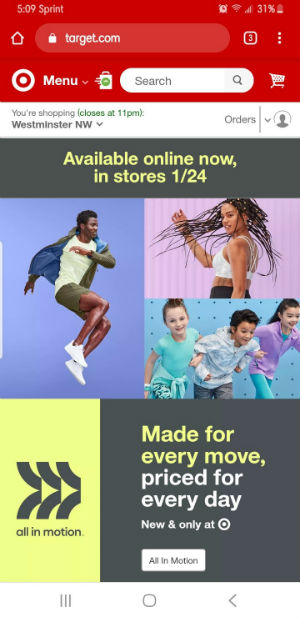 5:09 Sprint
31%
target.com
3
Menu
Search
You're shopping (closes at 11pm):
Westminster NW
Orders
Available online now,
in stores 1/24
all in motion.
Made for
every move,
priced for
every day
New & only at
All In Motion